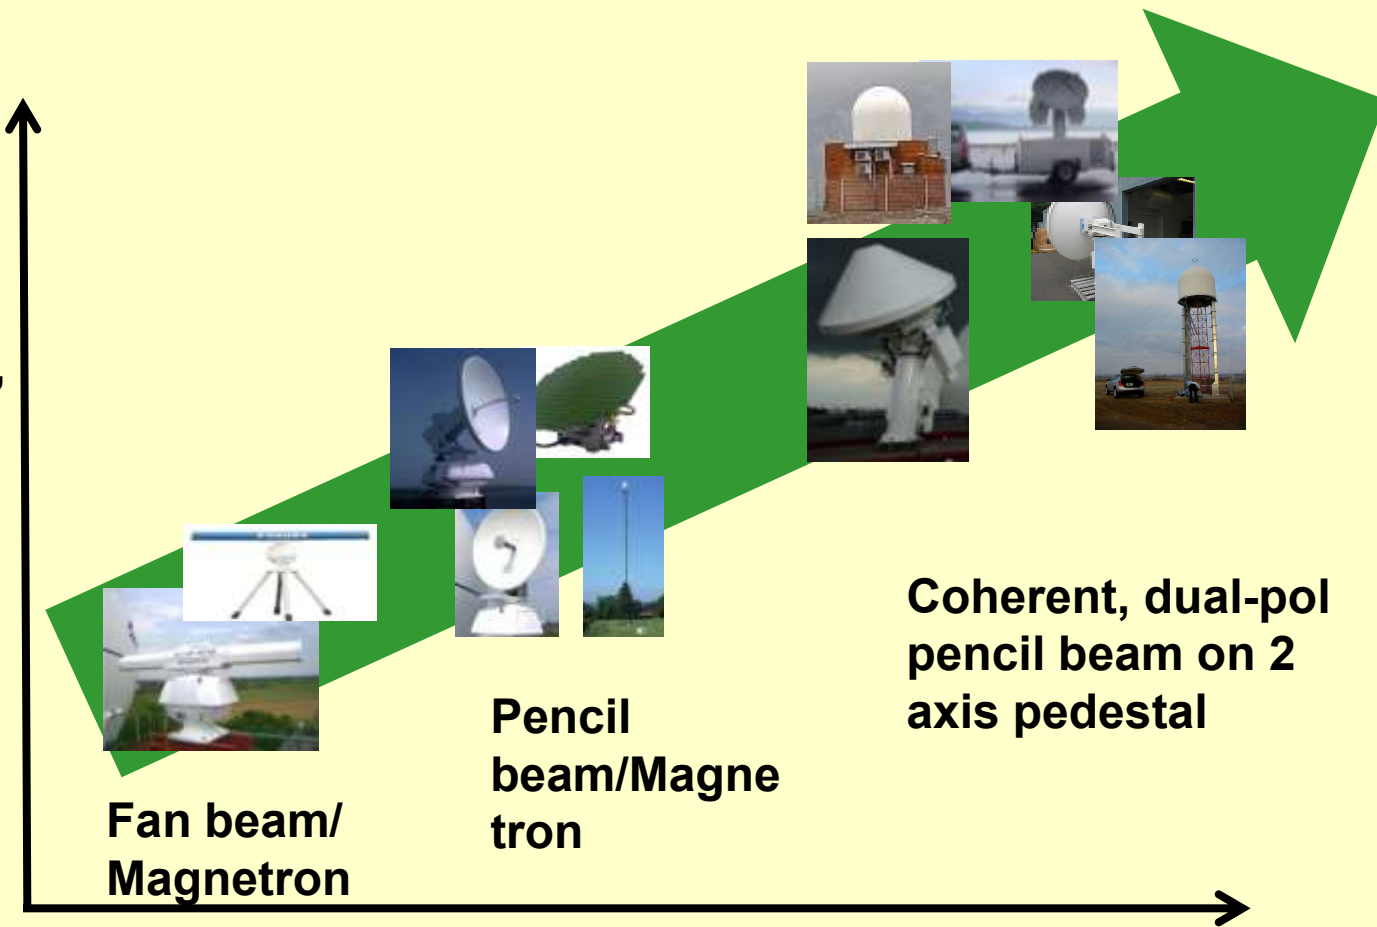 Fan beam/
Magnetron
Pencil
beam/Magne
tron
Coherent, dual-pol
pencil beam on 2
axis pedestal